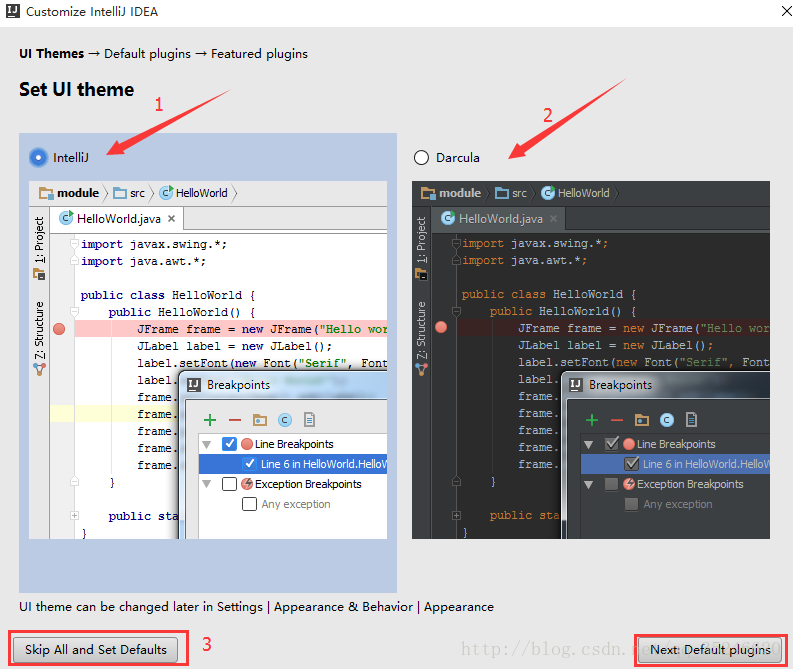 Customize IntelliJ IDEA
UI Themes → Default plugins → Featured plugins
Set UI theme
1
2
IntelliJ
module
src
HelloWorld
HelloWorld.java
1: Project
Z: Structure
import javax.swing.*;
import java.awt.*;
public class HelloWorld {
public HelloWorld() {
JFrame frame = new JFrame("Hello wor
JLabel label = new JLabel();
label.setFont(new Font("Serif", Font
label.
frame.
frame.
frame.
frame.
frame.
}
public sta
}
Breakpoints
Line Breakpoints
Line 6 in HelloWorld.HelloW
Exception Breakpoints
Any exception
Darcula
module
src
HelloWorld
HelloWorld.java
1: Project
Z: Structure
import javax.swing.*;
import java.awt.*;
public class HelloWorld {
public HelloWorld() {
JFrame frame = new JFrame("Hello wor
JLabel label = new JLabel();
label.setFont(new Font("Serif", Font
label.
frame.
frame.
frame.
frame.
frame.
}
public sta
}
Breakpoints
Line Breakpoints
Line 6 in HelloWorld.HelloW
Exception Breakpoints
Any exception
UI theme can be changed later in Settings | Appearance & Behavior | Appearance
Skip All and Set Defaults
3
http://blog.csdn.
Next: Default plugins